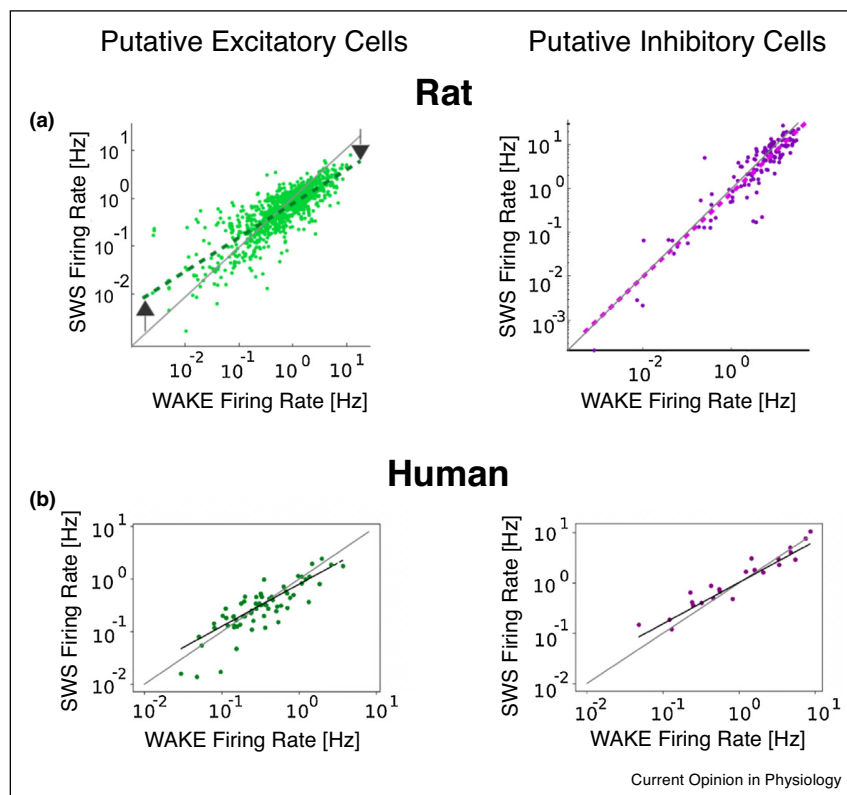 Putative Excitatory Cells
Putative Inhibitory Cells
Rat
(a)
SWS Firing Rate [Hz]
10^1
10^0
10^-1
10^-2
10^-2 10^-1 10^0 10^1
WAKE Firing Rate [Hz]
SWS Firing Rate [Hz]
10^1
10^0
10^-1
10^-2
10^-3
10^-2 10^0
WAKE Firing Rate [Hz]
Human
(b)
SWS Firing Rate [Hz]
10^1
10^0
10^-1
10^-2
10^-2 10^-1 10^0 10^1
WAKE Firing Rate [Hz]
SWS Firing Rate [Hz]
10^1
10^0
10^-1
10^-2
10^-2 10^-1 10^0 10^1
WAKE Firing Rate [Hz]
Current Opinion in Physiology